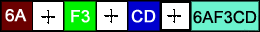 6A + F3 + CD + 6AF3CD